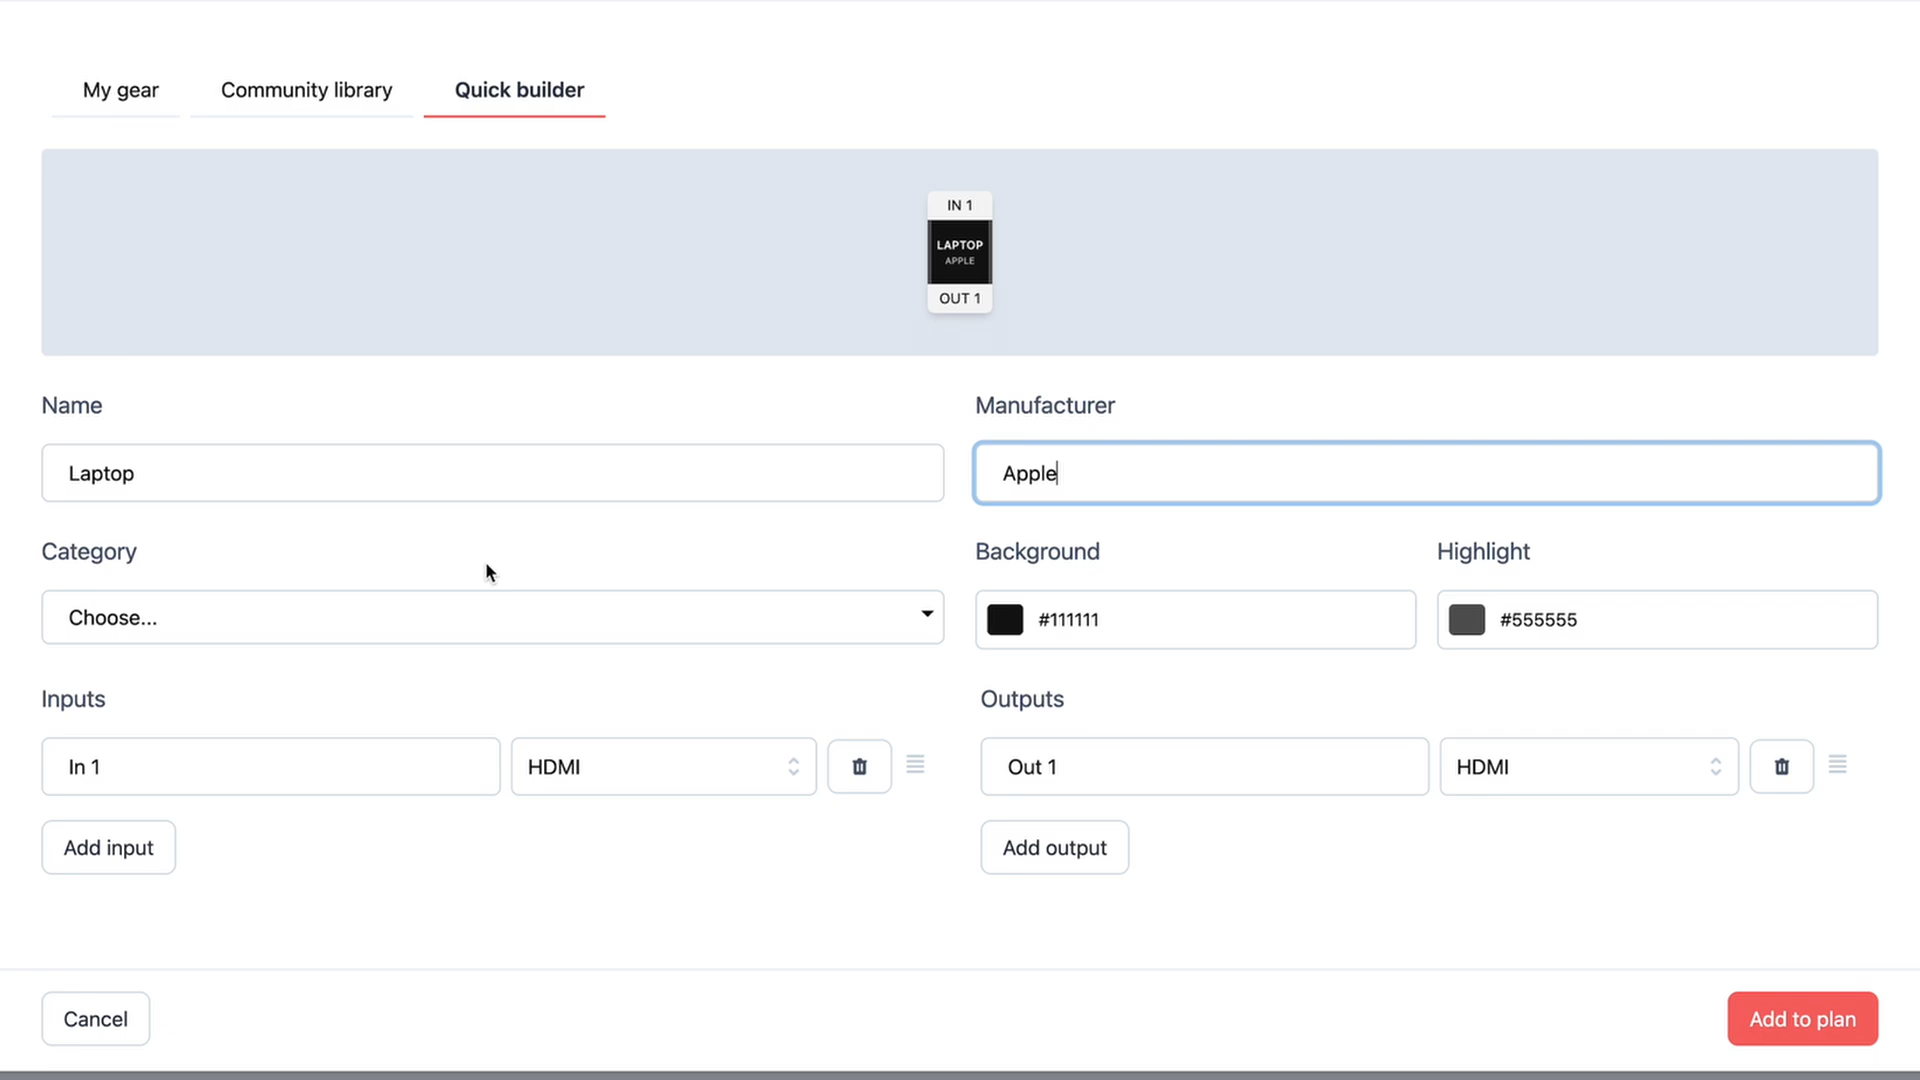 My gear Community library Quick builder
IN 1
LAPTOP
APPLE
OUT 1
Name Manufacturer
Laptop Apple
Category Background Highlight
Choose... #111111 #555555
Inputs Outputs
In 1 HDMI Out 1 HDMI
Add input Add output
Cancel Add to plan